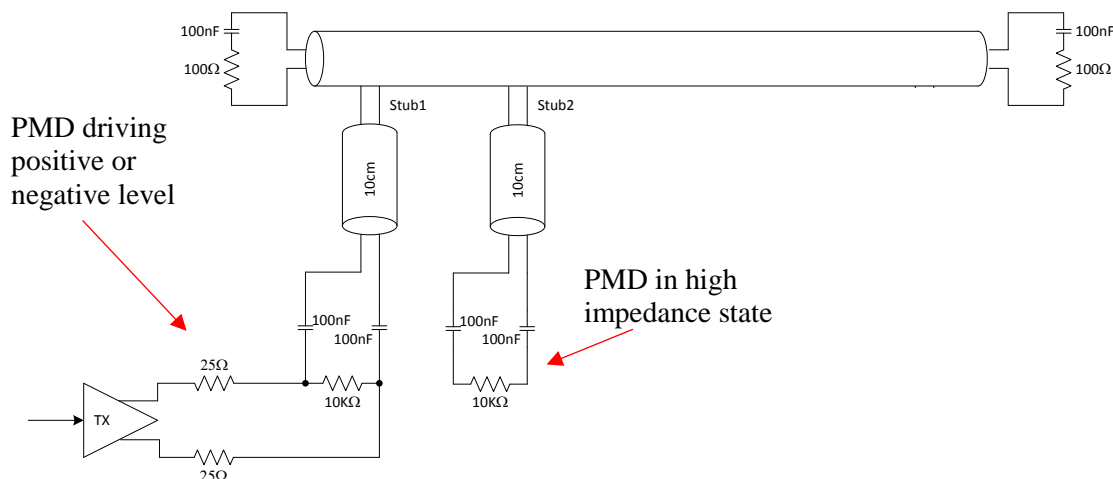 100nF
100Ω
100nF
100Ω
Stub1
Stub2
PMD driving
positive or
negative level
10cm
10cm
PMD in high
impedance state
100nF
100nF
100nF
100nF
25Ω
10KΩ
10KΩ
TX
25Ω